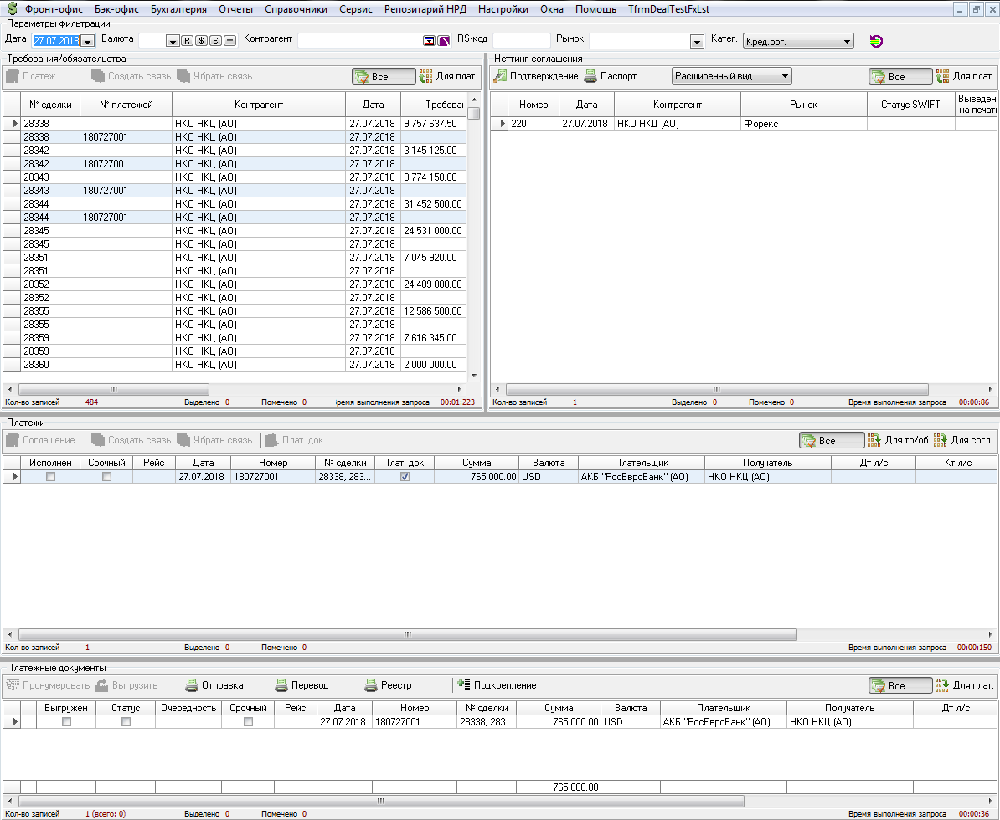 Фронт-офис Бэк-офис Бухгалтерия Отчеты Справочники Сервис Репозитарий НРД Настройки Окна Помощь TfrmDealTestFxLst
Параметры фильтрации
Дата 27.07.2018 Валюта R $ € Контрагент RS-код Рынок Катег. Кред.орг.
Требования/обязательства
Платеж Создать связь Убрать связь Все Для плат.
№ сделки № платежей Контрагент Дата Требован
28338 НКО НКЦ (АО) 27.07.2018 9 757 637.50
28338 180727001 НКО НКЦ (АО) 27.07.2018
28342 НКО НКЦ (АО) 27.07.2018 3 145 125.00
28342 180727001 НКО НКЦ (АО) 27.07.2018
28343 НКО НКЦ (АО) 27.07.2018 3 774 150.00
28343 180727001 НКО НКЦ (АО) 27.07.2018
28344 НКО НКЦ (АО) 27.07.2018 31 452 500.00
28344 180727001 НКО НКЦ (АО) 27.07.2018
28345 НКО НКЦ (АО) 27.07.2018 24 531 000.00
28345 НКО НКЦ (АО) 27.07.2018
28351 НКО НКЦ (АО) 27.07.2018 7 045 920.00
28351 НКО НКЦ (АО) 27.07.2018
28352 НКО НКЦ (АО) 27.07.2018 24 409 080.00
28352 НКО НКЦ (АО) 27.07.2018
28355 НКО НКЦ (АО) 27.07.2018 12 586 500.00
28355 НКО НКЦ (АО) 27.07.2018
28359 НКО НКЦ (АО) 27.07.2018 7 616 345.00
28359 НКО НКЦ (АО) 27.07.2018
28360 НКО НКЦ (АО) 27.07.2018 2 000 000.00
Кол-во записей 484 Выделено 0 Помечено 0 время выполнения запроса 00:01:223
Неттинг-соглашения
Подтверждение Паспорт Расширенный вид Все Для плат.
Номер Дата Контрагент Рынок Статус SWIFT Выведено
на печать
220 27.07.2018 НКО НКЦ (АО) Форекс
Кол-во записей 1 Выделено 0 Помечено 0 Время выполнения запроса 00:00:86
Платежи
Соглашение Создать связь Убрать связь Плат. док. Все Для тр/об Для согл.
Исполнен Срочный Рейс Дата Номер № сделки Плат. док. Сумма Валюта Плательщик Получатель Дт л/с Кт л/с
27.07.2018 180727001 28338, 283... 765 000.00 USD АКБ "РосЕвроБанк" (АО) НКО НКЦ (АО)
Кол-во записей 1 Выделено 0 Помечено 0 Время выполнения запроса 00:00:150
Платежные документы
Пронумеровать Выгрузить Отправка Перевод Реестр Подкрепление Все Для плат.
Выгружен Статус Очередность Срочный Рейс Дата Номер № сделки Сумма Валюта Плательщик Получатель Дт л/с
27.07.2018 180727001 28338, 283... 765 000.00 USD АКБ "РосЕвроБанк" (АО) НКО НКЦ (АО)
765 000.00
Кол-во записей 1 (всего: 0) Выделено 0 Помечено 0 Время выполнения запроса 00:00:36